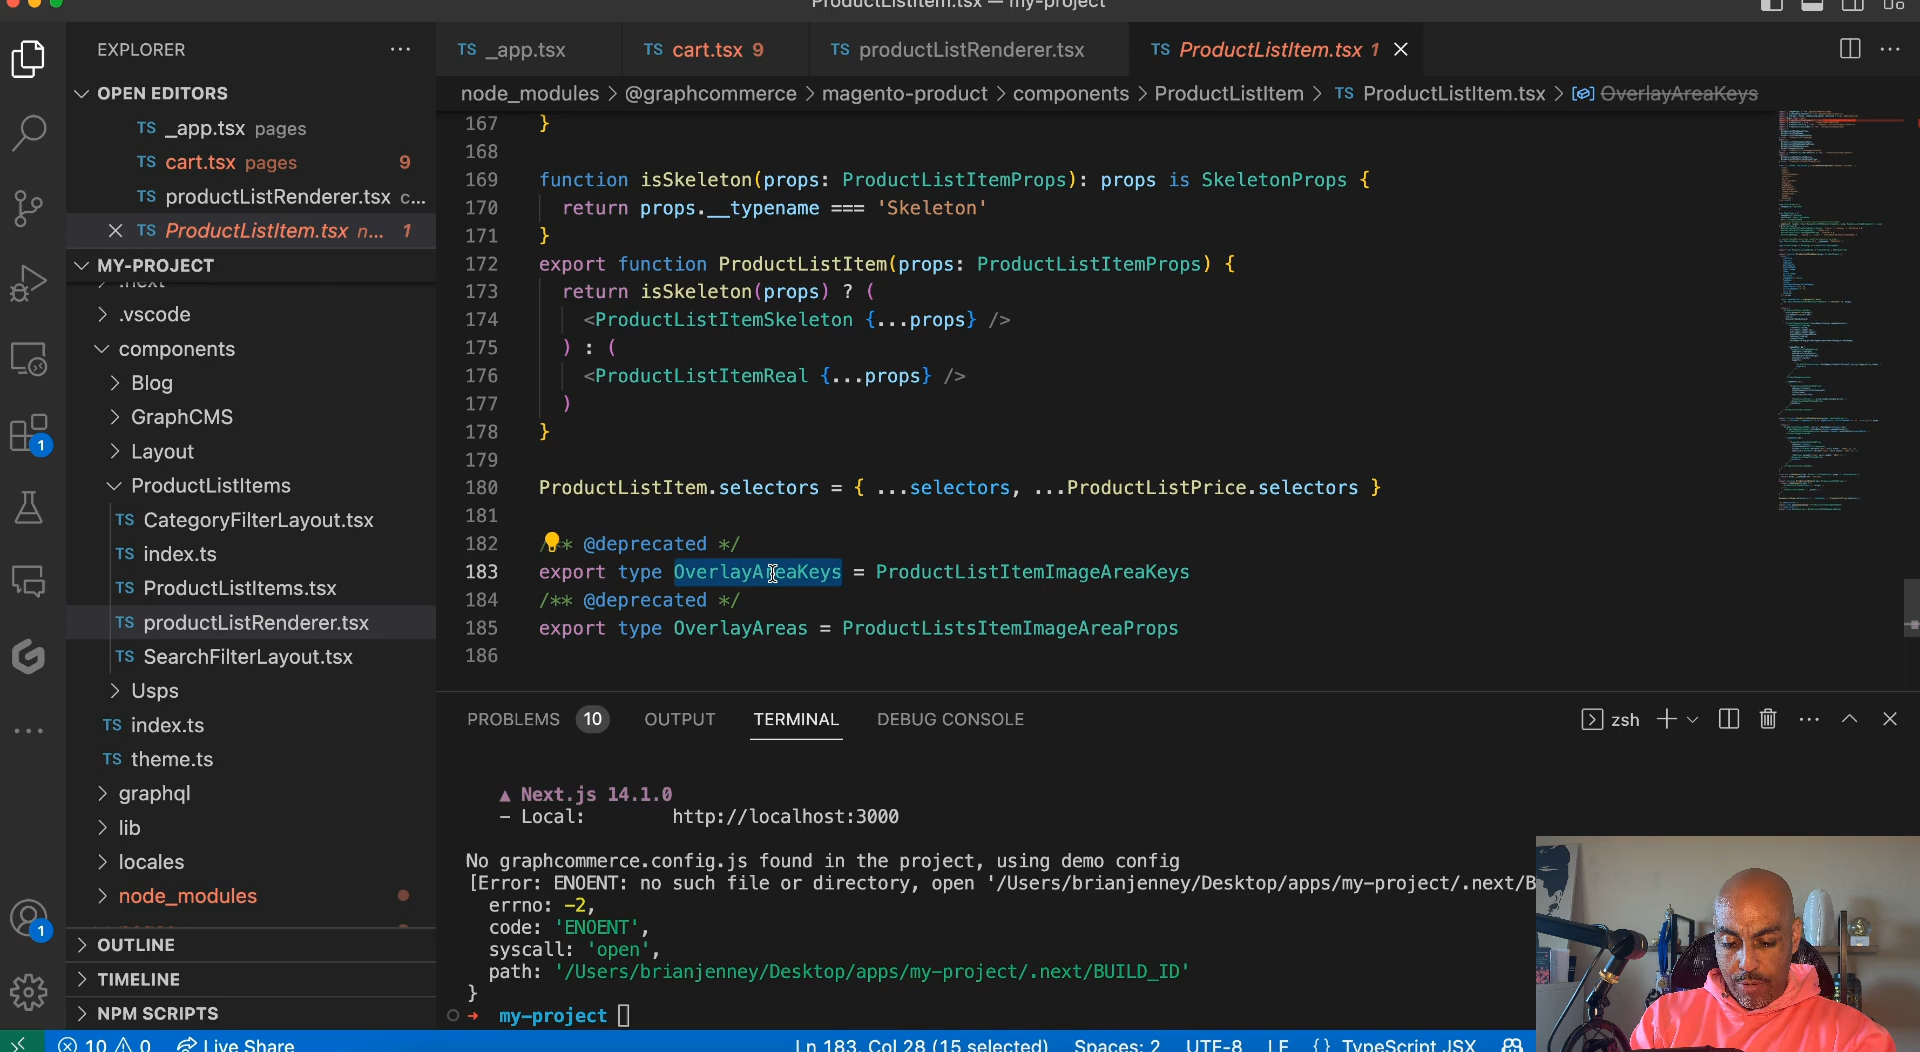 ProductListItem.tsx — my-project
EXPLORER
OPEN EDITORS
TS _app.tsx pages
TS cart.tsx pages 9
TS productListRenderer.tsx c...
TS ProductListItem.tsx n... 1
MY-PROJECT
.next
.vscode
components
Blog
GraphCMS
Layout
ProductListItems
TS CategoryFilterLayout.tsx
TS index.ts
TS ProductListItems.tsx
TS productListRenderer.tsx
TS SearchFilterLayout.tsx
Usps
TS index.ts
TS theme.ts
graphql
lib
locales
node_modules
OUTLINE
TIMELINE
NPM SCRIPTS
1
1
TS _app.tsx TS cart.tsx 9 TS productListRenderer.tsx TS ProductListItem.tsx 1
node_modules > @graphcommerce > magento-product > components > ProductListItem > TS ProductListItem.tsx > OverlayAreaKeys
167 }
168
169 function isSkeleton(props: ProductListItemProps): props is SkeletonProps {
170 return props.__typename === 'Skeleton'
171 }
172 export function ProductListItem(props: ProductListItemProps) {
173 return isSkeleton(props) ? (
174 <ProductListItemSkeleton {...props} />
175 ) : (
176 <ProductListItemReal {...props} />
177 )
178 }
179
180 ProductListItem.selectors = { ...selectors, ...ProductListPrice.selectors }
181
182 /** @deprecated */
183 export type OverlayAreaKeys = ProductListItemImageAreaKeys
184 /** @deprecated */
185 export type OverlayAreas = ProductListsItemImageAreaProps
186
PROBLEMS 10 OUTPUT TERMINAL DEBUG CONSOLE zsh
▲ Next.js 14.1.0
- Local: http://localhost:3000
No graphcommerce.config.js found in the project, using demo config
[Error: ENOENT: no such file or directory, open '/Users/brianjenney/Desktop/apps/my-project/.next/B
errno: -2,
code: 'ENOENT',
syscall: 'open',
path: '/Users/brianjenney/Desktop/apps/my-project/.next/BUILD_ID'
}
→ my-project
10 0 Live Share Ln 183, Col 28 (15 selected) Spaces: 2 UTF-8 LF {} TypeScript JSX